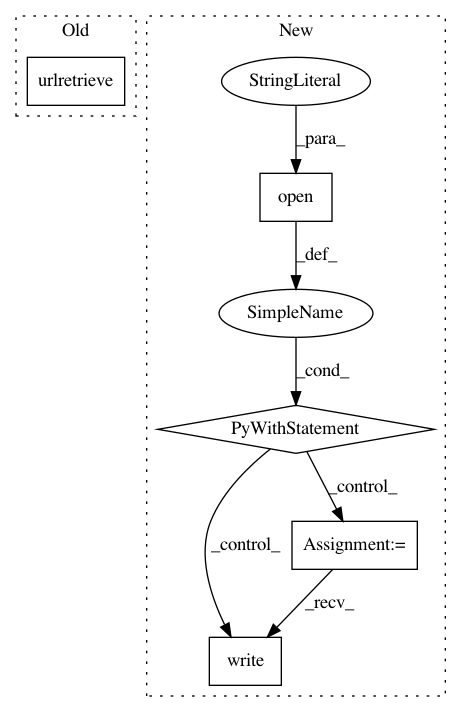 Old
New
urlretrieve
StringLiteral
_para_
open
_def_
SimpleName
_cond_
PyWithStatement
_control_
_control_
Assignment:=
_recv_
write